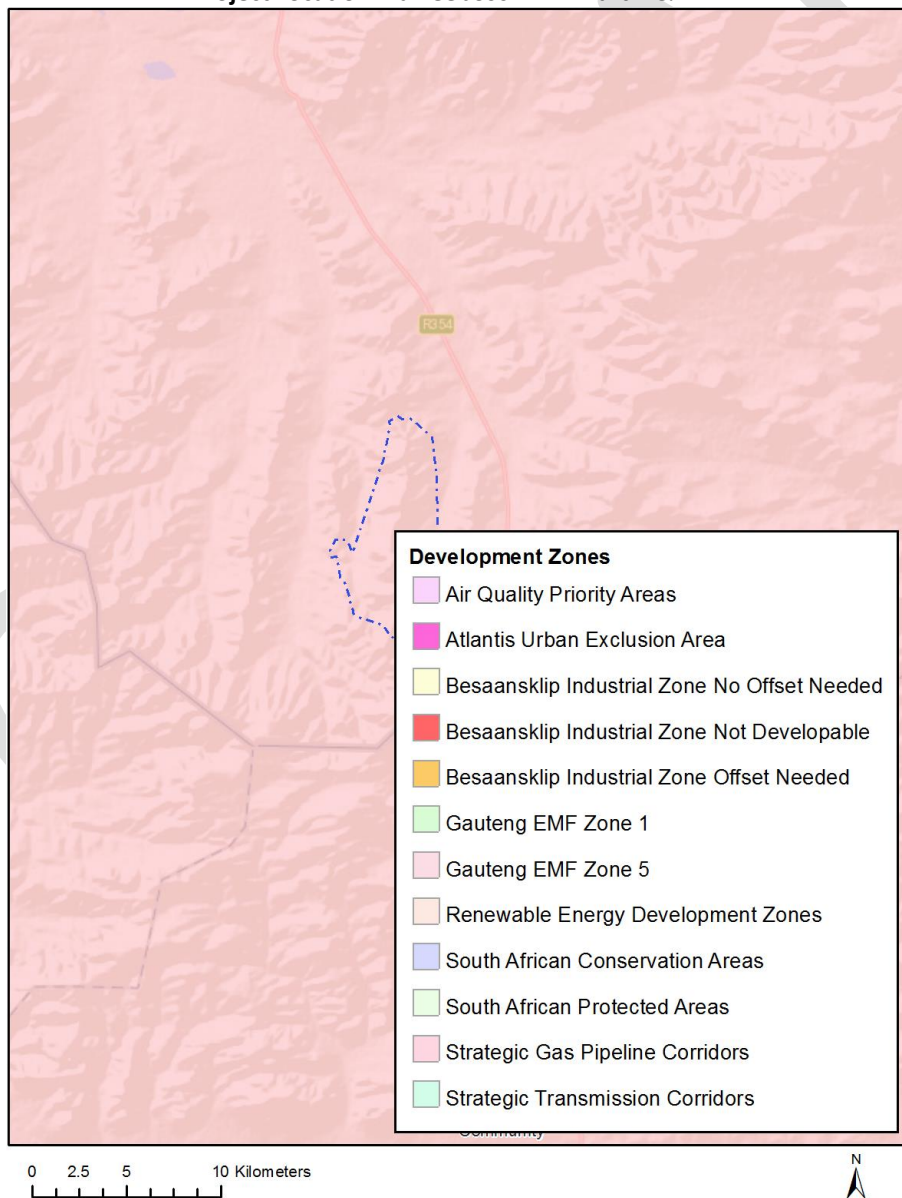 R354
Development Zones
Air Quality Priority Areas
Atlantis Urban Exclusion Area
Besaansklip Industrial Zone No Offset Needed
Besaansklip Industrial Zone Not Developable
Besaansklip Industrial Zone Offset Needed
Gauteng EMF Zone 1
Gauteng EMF Zone 5
Renewable Energy Development Zones
South African Conservation Areas
South African Protected Areas
Strategic Gas Pipeline Corridors
Strategic Transmission Corridors
Community
0 2.5 5 10 Kilometers
N